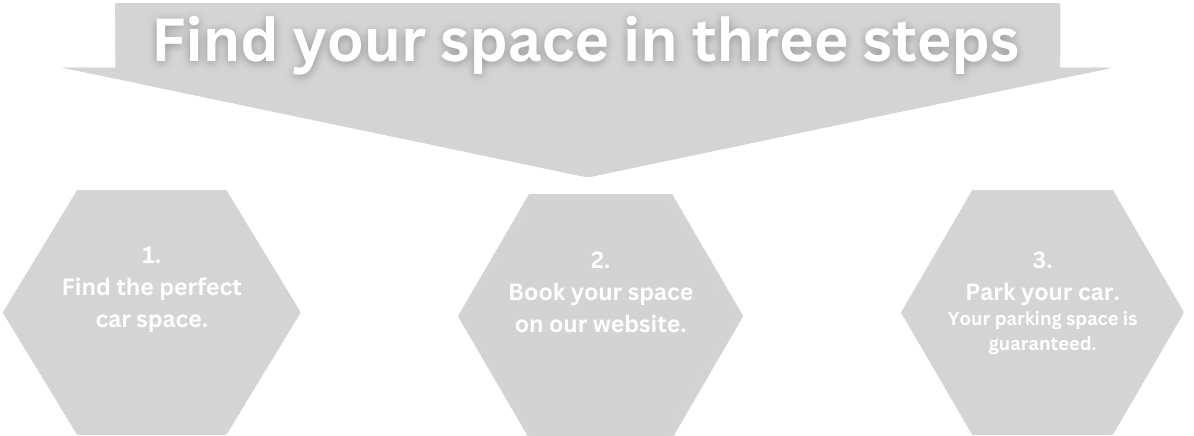 Find your space in three steps
1.
Find the perfect
car space.
2.
Book your space
on our website.
3.
Park your car.
Your parking space is
guaranteed.